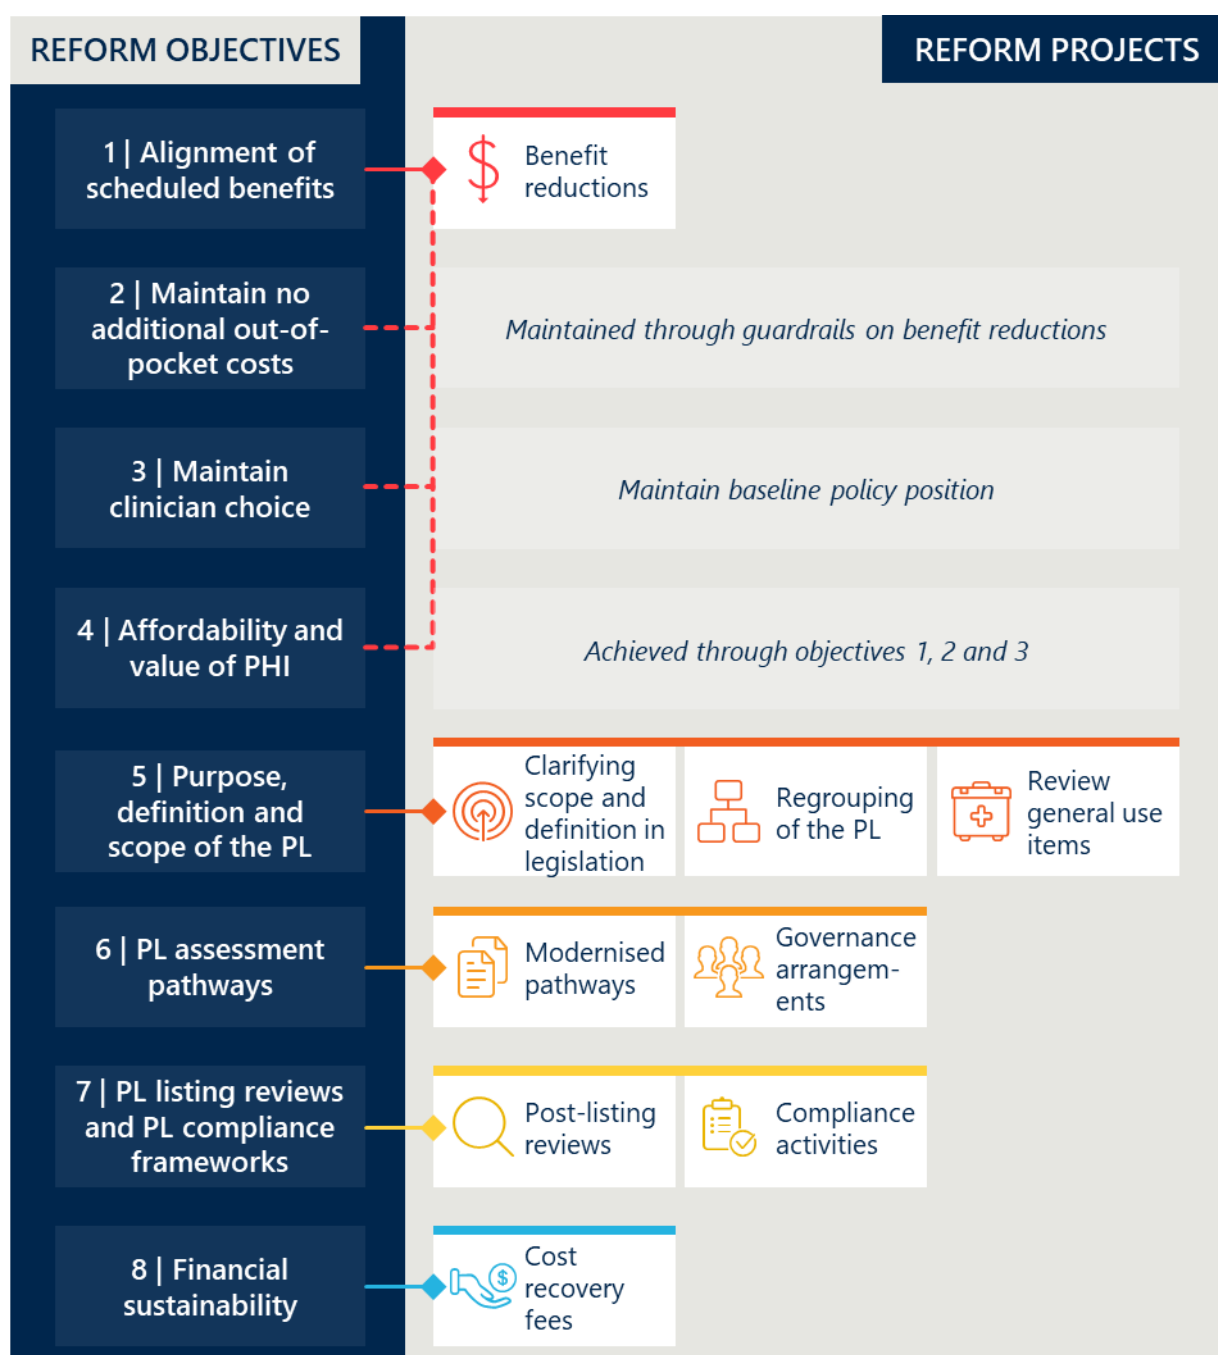 REFORM OBJECTIVES
REFORM PROJECTS
1 | Alignment of
scheduled benefits
Benefit
reductions
2 | Maintain no
additional out-of-
pocket costs
Maintained through guardrails on benefit reductions
3 | Maintain
clinician choice
Maintain baseline policy position
4 | Affordability and
value of PHI
Achieved through objectives 1, 2 and 3
5 | Purpose,
definition and
scope of the PL
Clarifying
scope and
definition in
legislation
Regrouping
of the PL
Review
general use
items
6 | PL assessment
pathways
Modernised
pathways
Governance
arrangem-
ents
7 | PL listing reviews
and PL compliance
frameworks
Post-listing
reviews
Compliance
activities
8 | Financial
sustainability
Cost
recovery
fees